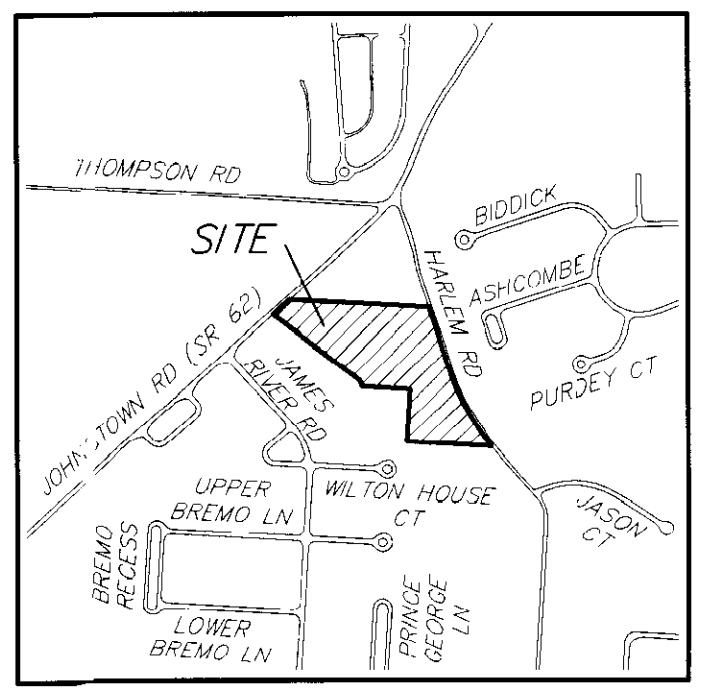 THOMPSON RD
SITE
BIDDICK
ASHCOMBE
HARLEM RD
PURDEY CT
JOHNSTOWN RD (SR 62)
JAMES
RIVER RD
UPPER
BREMO LN
WILTON HOUSE
CT
JASON
CT
BREMO
RECESS
LOWER
BREMO LN
PRINCE
GEORGE
LN